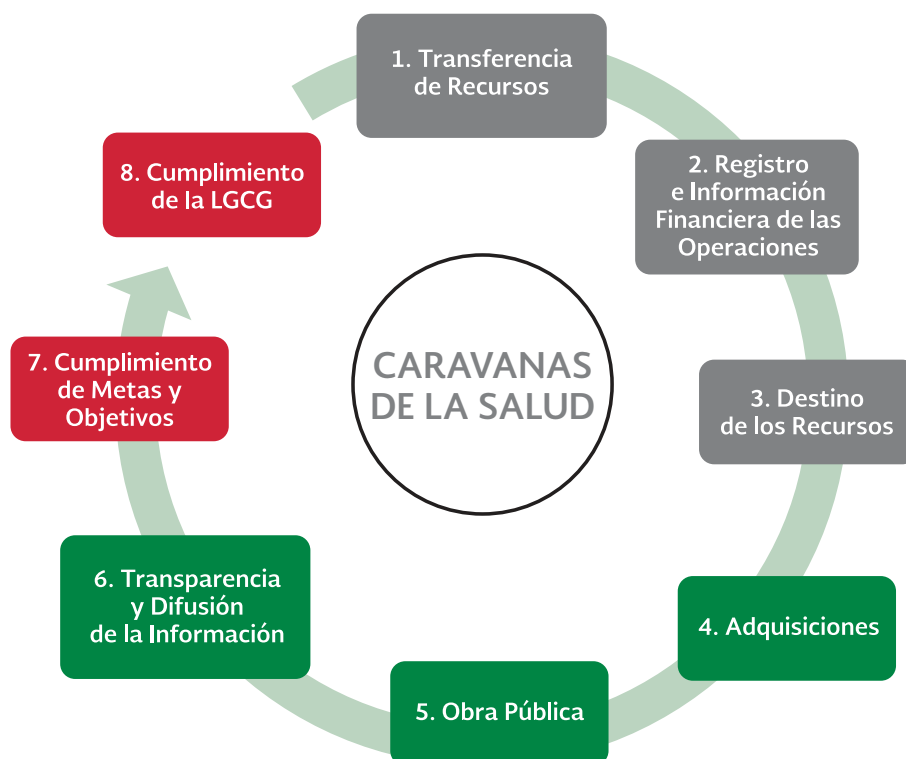 1. Transferencia
de Recursos
2. Registro
e Información
Financiera de las
Operaciones
3. Destino
de los Recursos
4. Adquisiciones
5. Obra Pública
6. Transparencia
y Difusión
de la Información
7. Cumplimiento
de Metas y
Objetivos
8. Cumplimiento
de la LGCG
CARAVANAS
DE LA SALUD